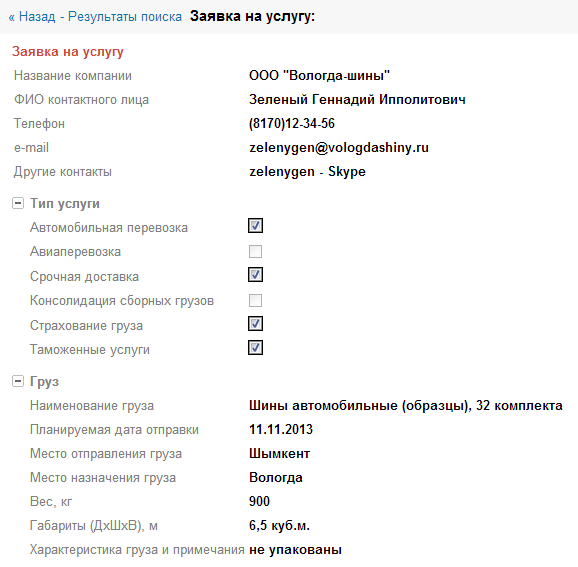 « Назад - Результаты поиска Заявка на услугу:
Заявка на услугу
Название компании ООО "Вологда-шины"
ФИО контактного лица Зеленый Геннадий Ипполитович
Телефон (8170)12-34-56
e-mail zelenygen@vologdashiny.ru
Другие контакты zelenygen - Skype
Тип услуги
Автомобильная перевозка
Авиаперевозка
Срочная доставка
Консолидация сборных грузов
Страхование груза
Таможенные услуги
Груз
Наименование груза Шины автомобильные (образцы), 32 комплекта
Планируемая дата отправки 11.11.2013
Место отправления груза Шымкент
Место назначения груза Вологда
Вес, кг 900
Габариты (ДхШхВ), м 6,5 куб.м.
Характеристика груза и примечания не упакованы